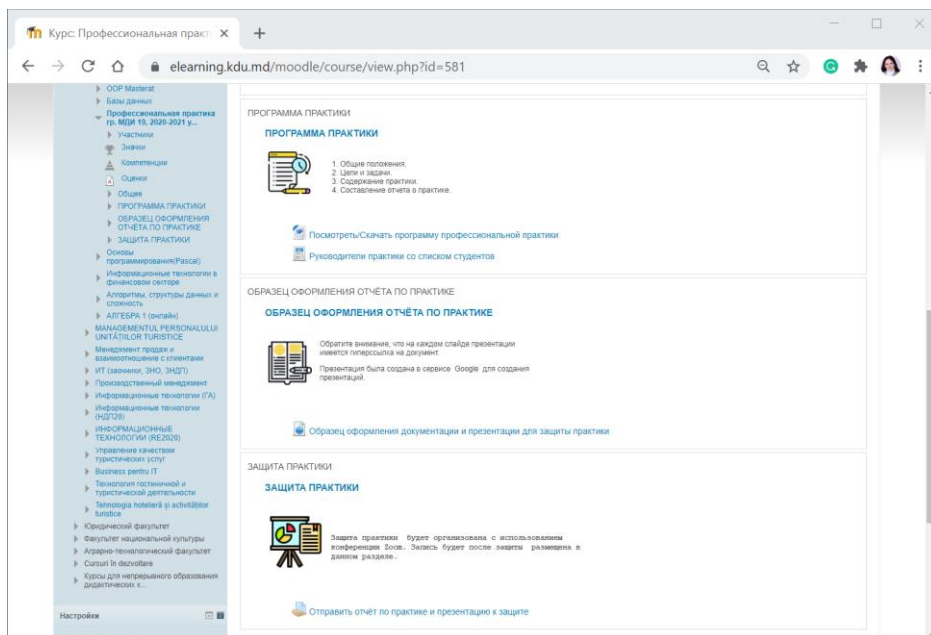 Курс: Профессиональная практ
elearning.kdu.md/moodle/course/view.php?id=581
OOP Masterat
Базы данных
Профессиональная практика
гр. МДИ 19, 2020-2021 у...
Участники
Значки
Компетенции
Оценки
Общее
ПРОГРАММА ПРАКТИКИ
ОБРАЗЕЦ ОФОРМЛЕНИЯ
ОТЧЁТА ПО ПРАКТИКЕ
ЗАЩИТА ПРАКТИКИ
Основы
программирования(Pascal)
Информационные технологии в
финансовом секторе
Алгоритмы, структуры данных и
сложность
АЛГЕБРА 1 (онлайн)
MANAGEMENTUL PERSONALULUI
UNITĂȚIILOR TURISTICE
Менеджмент продаж и
взаимоотношение с клиентами
ИТ (заочники, ЗНО, ЗНДП)
Производственный менеджмент
Информационные технологии (ГА)
Информационные технологии
(НДП20)
ИНФОРМАЦИОННЫЕ
ТЕХНОЛОГИИ (RE2020)
Управление качеством
туристических услуг
Business pentru IT
Технология гостиничной и
туристической деятельности
Tehnologia hotelieră și activităților
turistice
Юридический факультет
Факультет национальной культуры
Аграрно-технологический факультет
Cursuri în dezvoltare
Курсы для непрерывного образования
дидактических к...
Настройки
ПРОГРАММА ПРАКТИКИ
ПРОГРАММА ПРАКТИКИ
1. Общие положения.
2. Цели и задачи.
3. Содержание практики.
4. Составление отчета о практике.
Посмотреть/Скачать программу профессиональной практики
Руководители практики со списком студентов
ОБРАЗЕЦ ОФОРМЛЕНИЯ ОТЧЁТА ПО ПРАКТИКЕ
ОБРАЗЕЦ ОФОРМЛЕНИЯ ОТЧЁТА ПО ПРАКТИКЕ
Обратите внимание, что на каждом слайде презентации
имеется гиперссылка на документ.
Презентация была создана в сервисе Google для создания
презентаций.
Образец оформления документации и презентации для защиты практики
ЗАЩИТА ПРАКТИКИ
ЗАЩИТА ПРАКТИКИ
Защита практики будет организована с использованием
конференции Zoom. Запись будет после защиты размещена в
данном разделе.
Отправить отчёт по практике и презентацию к защите